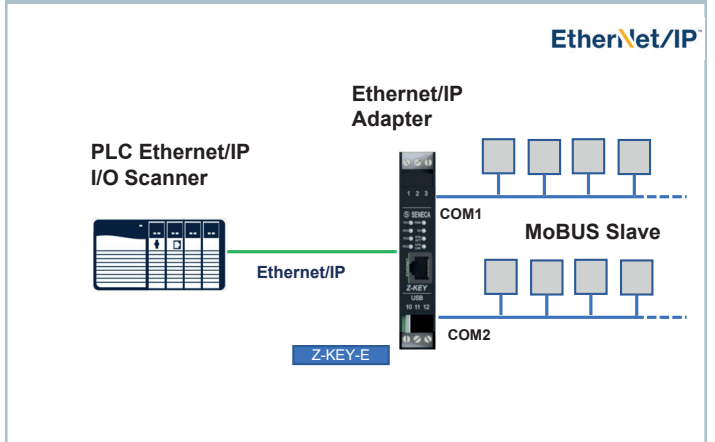 EtherNet/IP
Ethernet/IP
Adapter
PLC Ethernet/IP
I/O Scanner
1 2 3
SENECA
COM1
MoBUS Slave
Ethernet/IP
Z-KEY
USB
10 11 12
COM2
Z-KEY-E